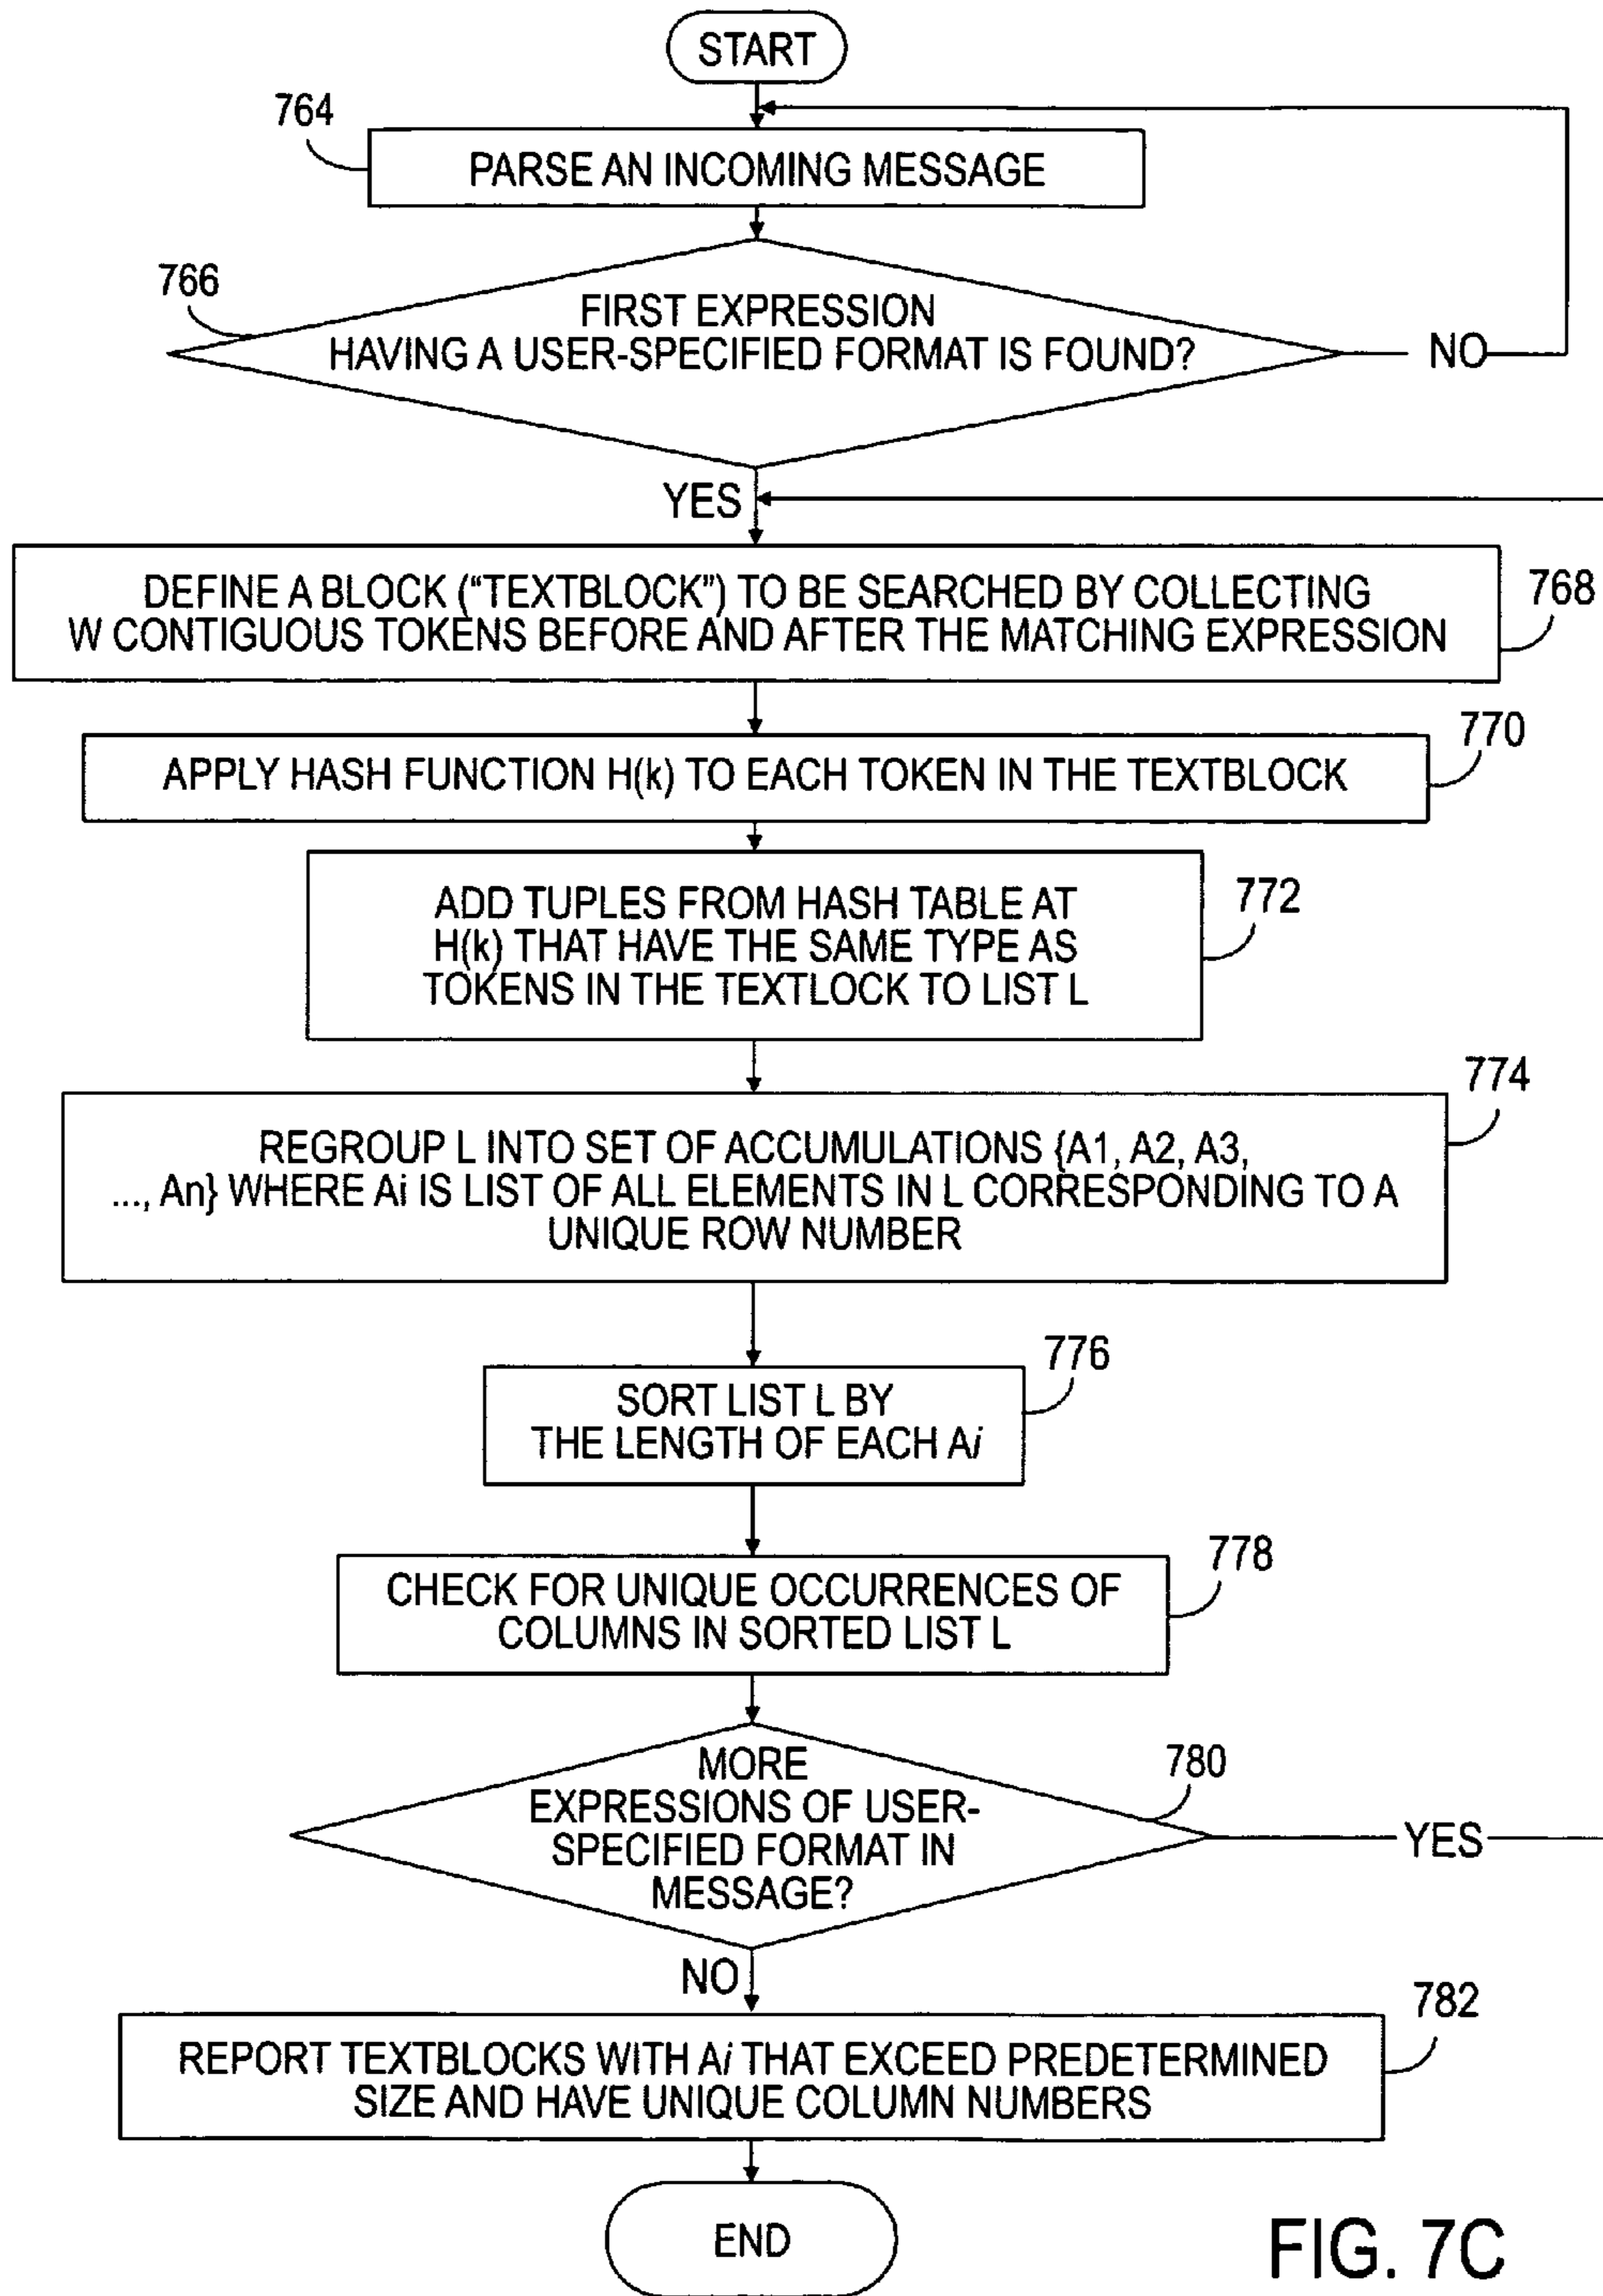 START
764
PARSE AN INCOMING MESSAGE
766
FIRST EXPRESSION
HAVING A USER-SPECIFIED FORMAT IS FOUND?
NO
YES
DEFINE A BLOCK ("TEXTBLOCK") TO BE SEARCHED BY COLLECTING
W CONTIGUOUS TOKENS BEFORE AND AFTER THE MATCHING EXPRESSION
768
770
APPLY HASH FUNCTION H(k) TO EACH TOKEN IN THE TEXTBLOCK
772
ADD TUPLES FROM HASH TABLE AT
H(k) THAT HAVE THE SAME TYPE AS
TOKENS IN THE TEXTLOCK TO LIST L
774
REGROUP L INTO SET OF ACCUMULATIONS {A1, A2, A3,
..., An} WHERE Ai IS LIST OF ALL ELEMENTS IN L CORRESPONDING TO A
UNIQUE ROW NUMBER
776
SORT LIST L BY
THE LENGTH OF EACH Ai
778
CHECK FOR UNIQUE OCCURRENCES OF
COLUMNS IN SORTED LIST L
780
MORE
EXPRESSIONS OF USER-
SPECIFIED FORMAT IN
MESSAGE?
YES
NO
782
REPORT TEXTBLOCKS WITH Ai THAT EXCEED PREDETERMINED
SIZE AND HAVE UNIQUE COLUMN NUMBERS
END
FIG. 7C